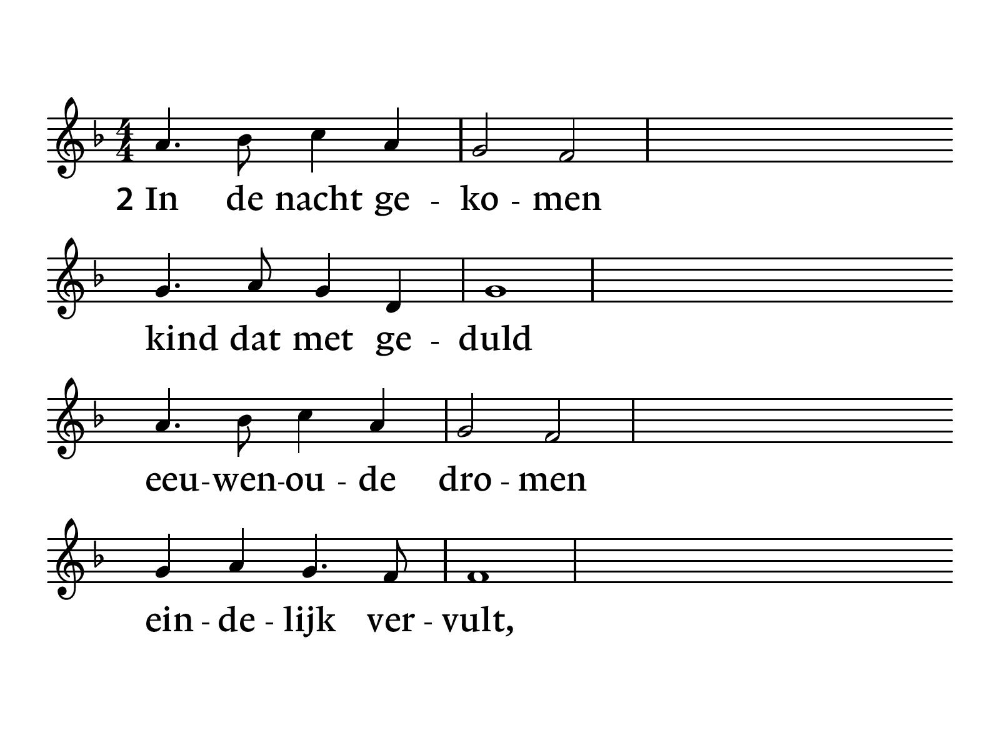 2 In de nacht ge - ko - men
kind dat met ge - duld
eeu-wen-ou - de dro - men
ein - de - lijk ver - vult,